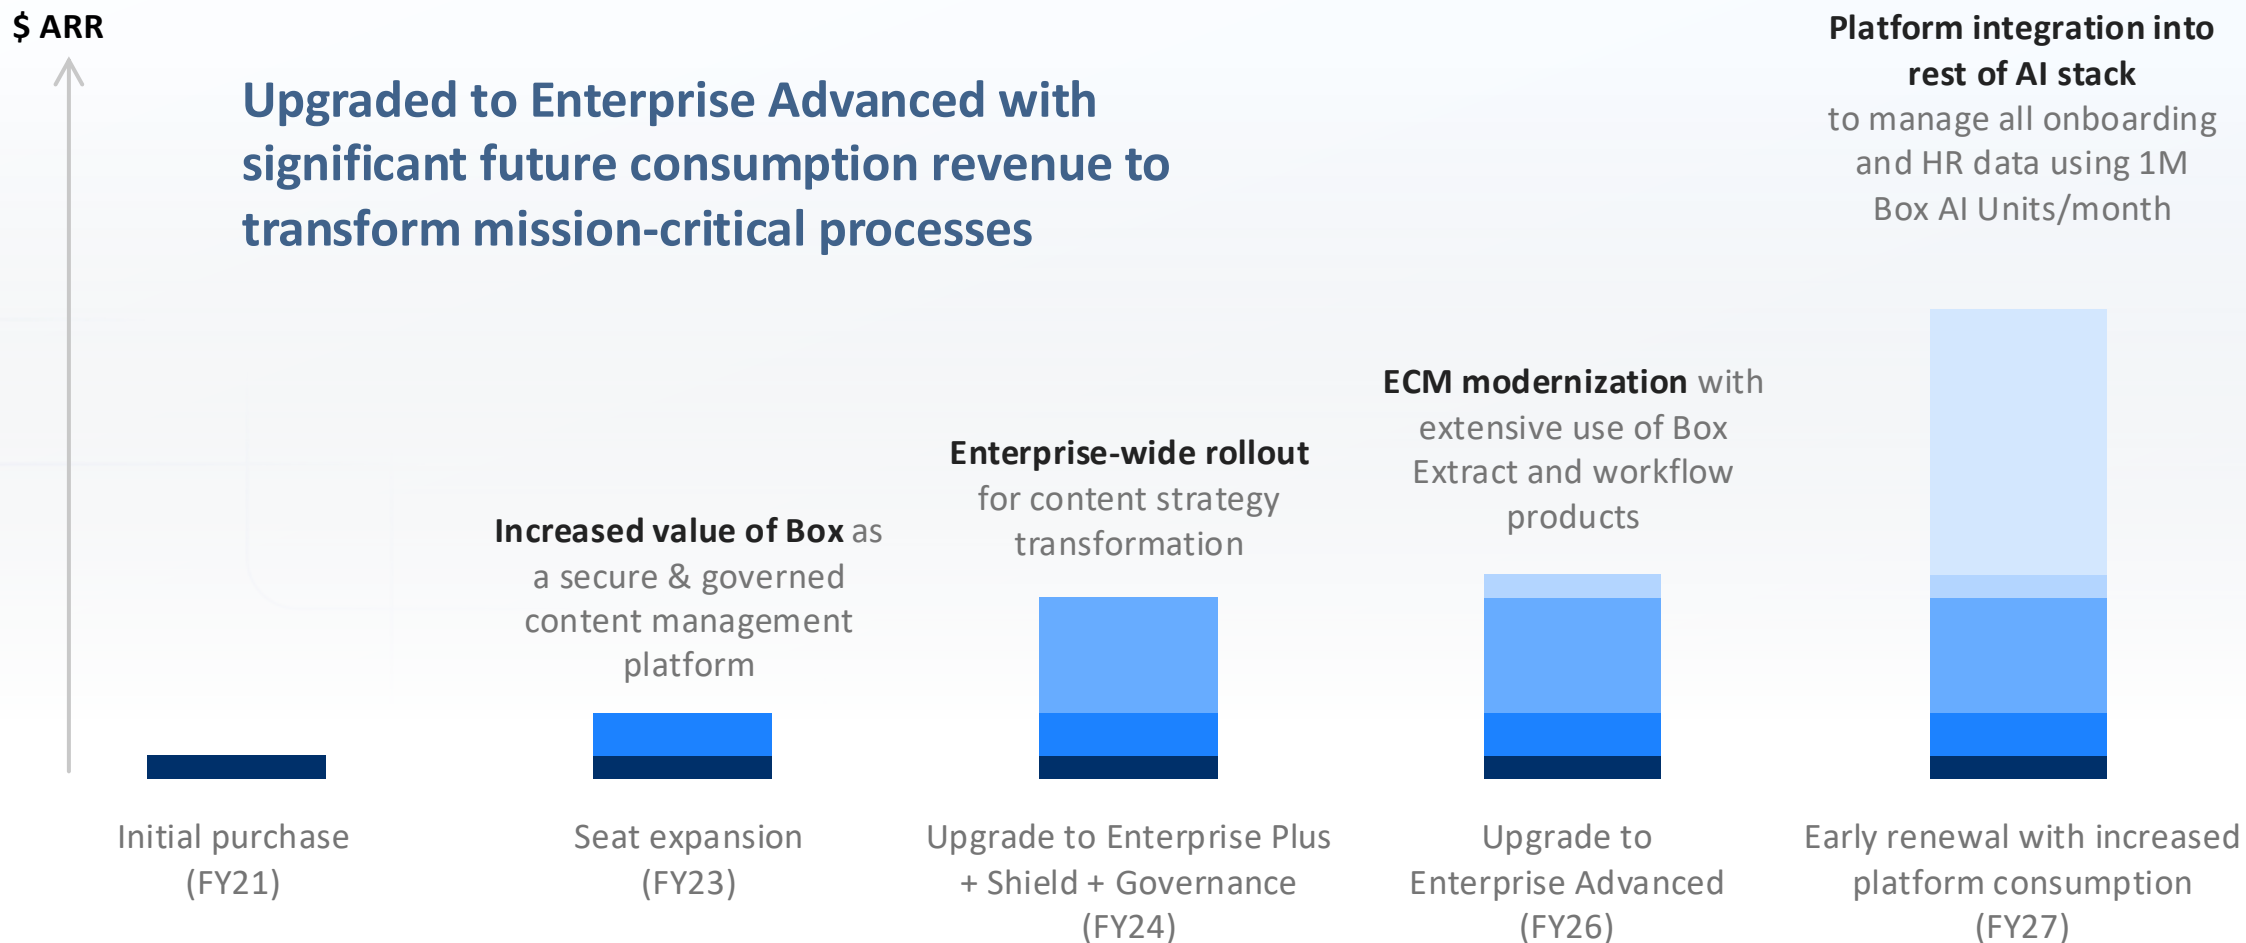 $ ARR
Upgraded to Enterprise Advanced with
significant future consumption revenue to
transform mission-critical processes
Initial purchase
(FY21)
Increased value of Box as
a secure & governed
content management
platform
Seat expansion
(FY23)
Enterprise-wide rollout
for content strategy
transformation
Upgrade to Enterprise Plus
+ Shield + Governance
(FY24)
ECM modernization with
extensive use of Box
Extract and workflow
products
Upgrade to
Enterprise Advanced
(FY26)
Platform integration into
rest of AI stack
to manage all onboarding
and HR data using 1M
Box AI Units/month
Early renewal with increased
platform consumption
(FY27)